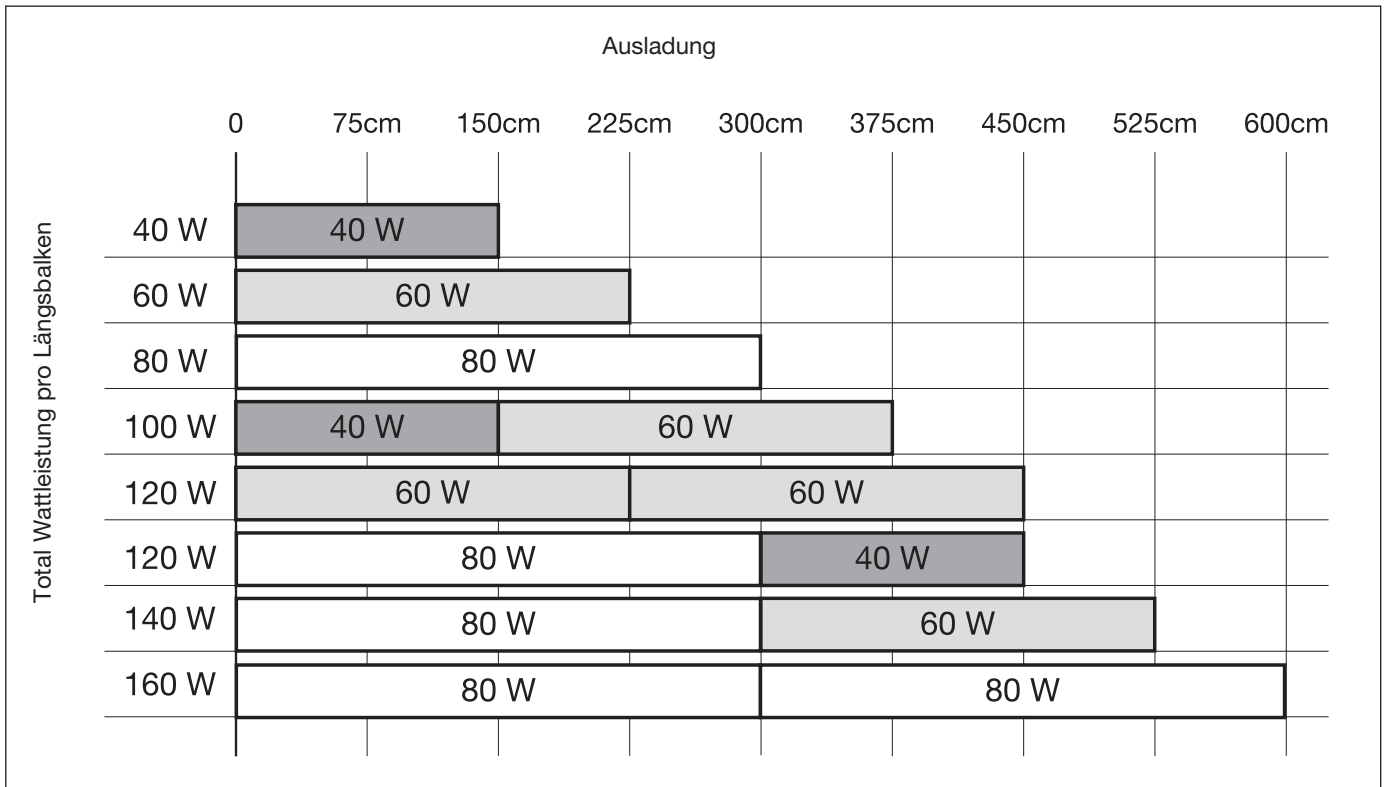 Ausladung
0 75cm 150cm 225cm 300cm 375cm 450cm 525cm 600cm
Total Wattleistung pro Längsbalken
40 W 40 W
60 W 60 W
80 W 80 W
100 W 40 W 60 W
120 W 60 W 60 W
120 W 80 W 40 W
140 W 80 W 60 W
160 W 80 W 80 W